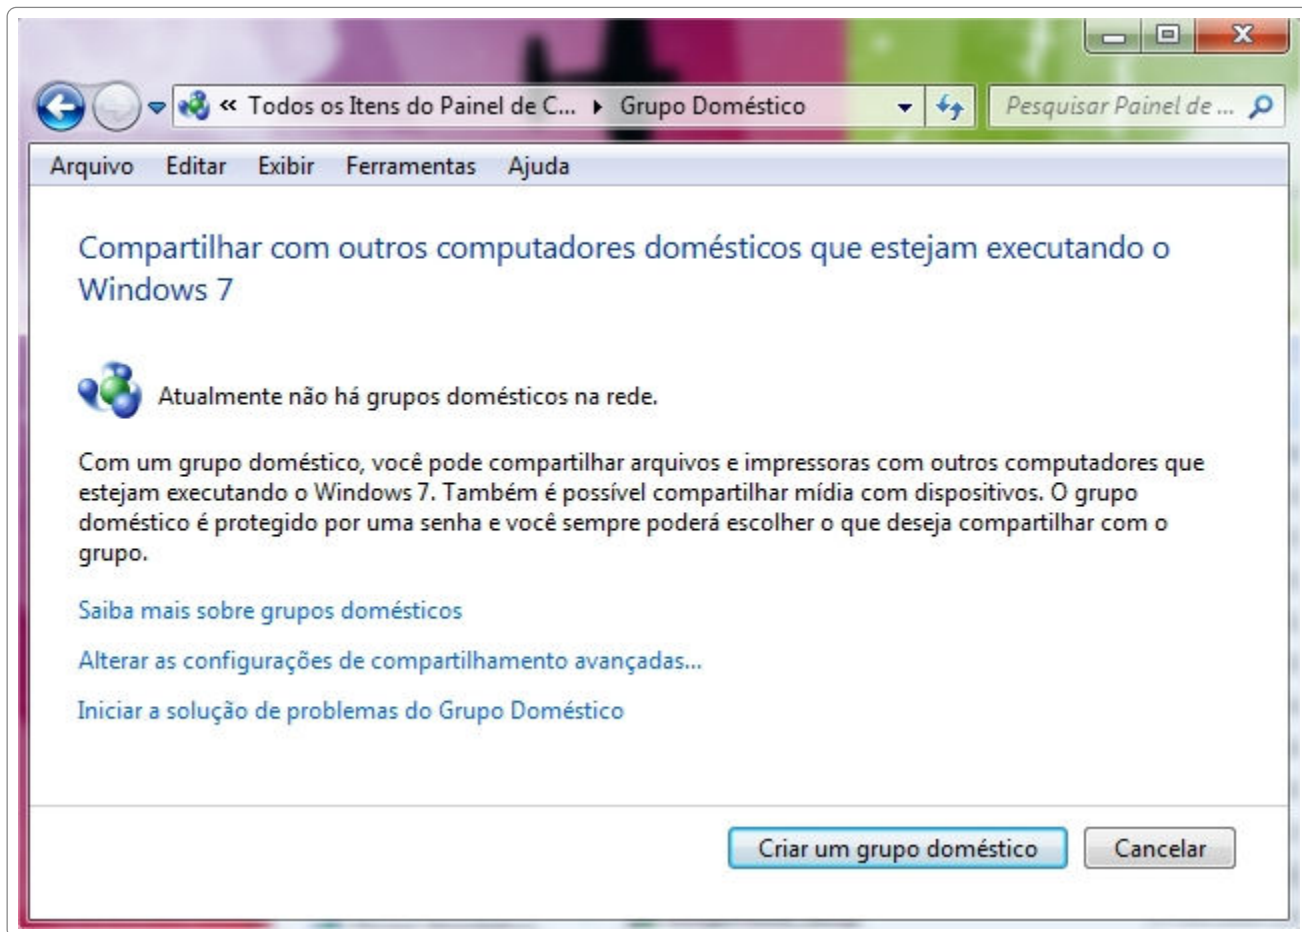 « Todos os Itens do Painel de C... Grupo Doméstico Pesquisar Painel de ...
Arquivo Editar Exibir Ferramentas Ajuda
Compartilhar com outros computadores domésticos que estejam executando o
Windows 7
Atualmente não há grupos domésticos na rede.
Com um grupo doméstico, você pode compartilhar arquivos e impressoras com outros computadores que
estejam executando o Windows 7. Também é possível compartilhar mídia com dispositivos. O grupo
doméstico é protegido por uma senha e você sempre poderá escolher o que deseja compartilhar com o
grupo.
Saiba mais sobre grupos domésticos
Alterar as configurações de compartilhamento avançadas...
Iniciar a solução de problemas do Grupo Doméstico
Criar um grupo doméstico Cancelar